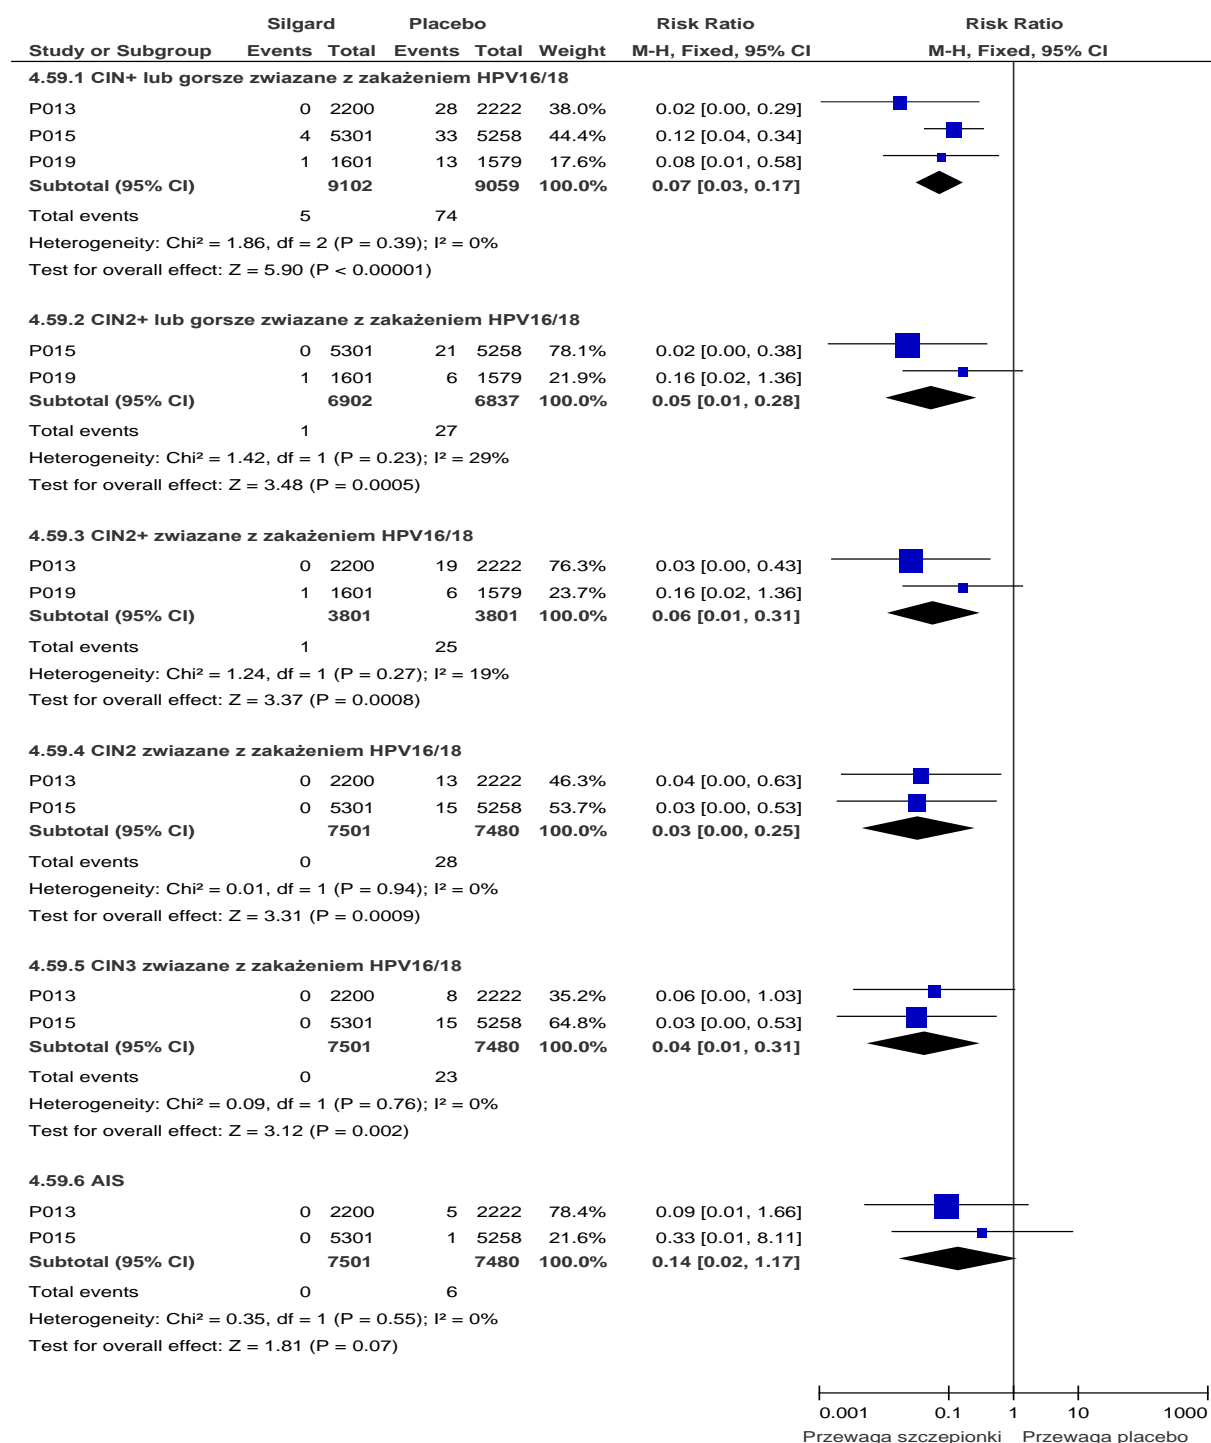 Silgard Placebo Risk Ratio Risk Ratio
Study or Subgroup Events Total Events Total Weight M-H, Fixed, 95% CI M-H, Fixed, 95% CI
4.59.1 CIN+ lub gorsze zwiazane z zakażeniem HPV16/18
P013 0 2200 28 2222 38.0% 0.02 [0.00, 0.29]
P015 4 5301 33 5258 44.4% 0.12 [0.04, 0.34]
P019 1 1601 13 1579 17.6% 0.08 [0.01, 0.58]
Subtotal (95% CI) 9102 9059 100.0% 0.07 [0.03, 0.17]
Total events 5 74
Heterogeneity: Chi² = 1.86, df = 2 (P = 0.39); I² = 0%
Test for overall effect: Z = 5.90 (P < 0.00001)
4.59.2 CIN2+ lub gorsze zwiazane z zakażeniem HPV16/18
P015 0 5301 21 5258 78.1% 0.02 [0.00, 0.38]
P019 1 1601 6 1579 21.9% 0.16 [0.02, 1.36]
Subtotal (95% CI) 6902 6837 100.0% 0.05 [0.01, 0.28]
Total events 1 27
Heterogeneity: Chi² = 1.42, df = 1 (P = 0.23); I² = 29%
Test for overall effect: Z = 3.48 (P = 0.0005)
4.59.3 CIN2+ zwiazane z zakażeniem HPV16/18
P013 0 2200 19 2222 76.3% 0.03 [0.00, 0.43]
P019 1 1601 6 1579 23.7% 0.16 [0.02, 1.36]
Subtotal (95% CI) 3801 3801 100.0% 0.06 [0.01, 0.31]
Total events 1 25
Heterogeneity: Chi² = 1.24, df = 1 (P = 0.27); I² = 19%
Test for overall effect: Z = 3.37 (P = 0.0008)
4.59.4 CIN2 zwiazane z zakażeniem HPV16/18
P013 0 2200 13 2222 46.3% 0.04 [0.00, 0.63]
P015 0 5301 15 5258 53.7% 0.03 [0.00, 0.53]
Subtotal (95% CI) 7501 7480 100.0% 0.03 [0.00, 0.25]
Total events 0 28
Heterogeneity: Chi² = 0.01, df = 1 (P = 0.94); I² = 0%
Test for overall effect: Z = 3.31 (P = 0.0009)
4.59.5 CIN3 zwiazane z zakażeniem HPV16/18
P013 0 2200 8 2222 35.2% 0.06 [0.00, 1.03]
P015 0 5301 15 5258 64.8% 0.03 [0.00, 0.53]
Subtotal (95% CI) 7501 7480 100.0% 0.04 [0.01, 0.31]
Total events 0 23
Heterogeneity: Chi² = 0.09, df = 1 (P = 0.76); I² = 0%
Test for overall effect: Z = 3.12 (P = 0.002)
4.59.6 AIS
P013 0 2200 5 2222 78.4% 0.09 [0.01, 1.66]
P015 0 5301 1 5258 21.6% 0.33 [0.01, 8.11]
Subtotal (95% CI) 7501 7480 100.0% 0.14 [0.02, 1.17]
Total events 0 6
Heterogeneity: Chi² = 0.35, df = 1 (P = 0.55); I² = 0%
Test for overall effect: Z = 1.81 (P = 0.07)
0.001 0.1 1 10 1000
Przewaga szczepionki Przewaga placebo